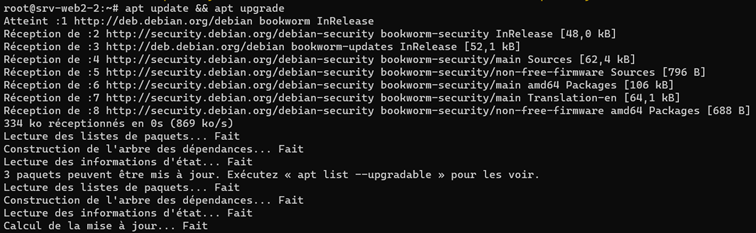 root@srv-web2-2:~# apt update && apt upgrade
Atteint :1 http://deb.debian.org/debian bookworm InRelease
Réception de :2 http://security.debian.org/debian-security bookworm-security InRelease [48,0 kB]
Réception de :3 http://deb.debian.org/debian bookworm-updates InRelease [52,1 kB]
Réception de :4 http://security.debian.org/debian-security bookworm-security/main Sources [62,4 kB]
Réception de :5 http://security.debian.org/debian-security bookworm-security/non-free-firmware Sources [796 B]
Réception de :6 http://security.debian.org/debian-security bookworm-security/main amd64 Packages [106 kB]
Réception de :7 http://security.debian.org/debian-security bookworm-security/main Translation-en [64,1 kB]
Réception de :8 http://security.debian.org/debian-security bookworm-security/non-free-firmware amd64 Packages [688 B]
334 ko réceptionnés en 0s (869 ko/s)
Lecture des listes de paquets... Fait
Construction de l'arbre des dépendances... Fait
Lecture des informations d'état... Fait
3 paquets peuvent être mis à jour. Exécutez « apt list --upgradable » pour les voir.
Lecture des listes de paquets... Fait
Construction de l'arbre des dépendances... Fait
Lecture des informations d'état... Fait
Calcul de la mise à jour... Fait